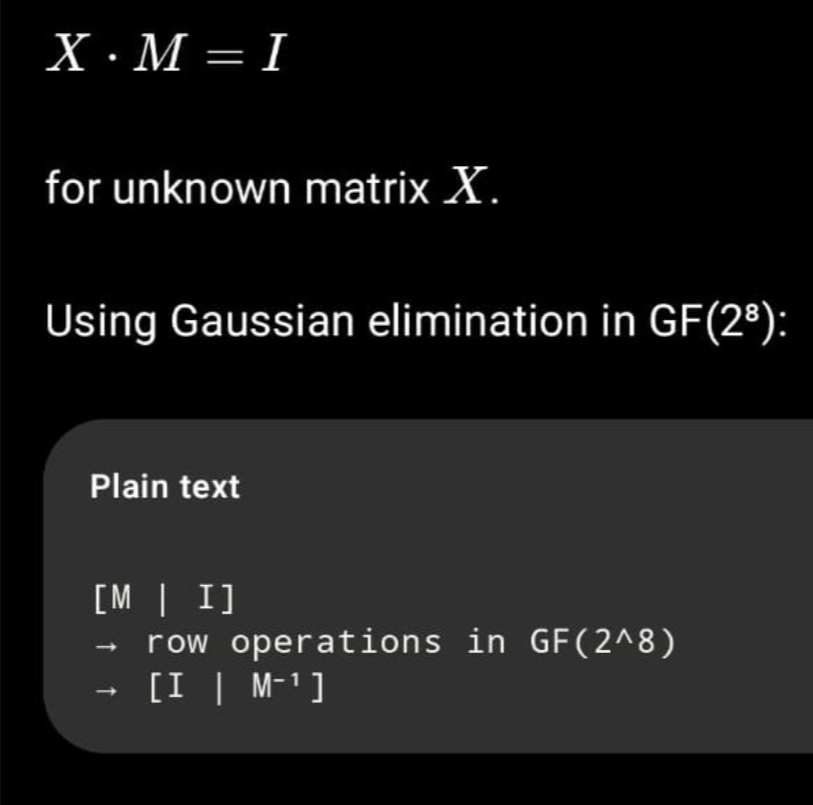 X · M = I
for unknown matrix X.
Using Gaussian elimination in GF(2⁸):
Plain text
[M | I]
→ row operations in GF(2^8)
→ [I | M⁻¹]